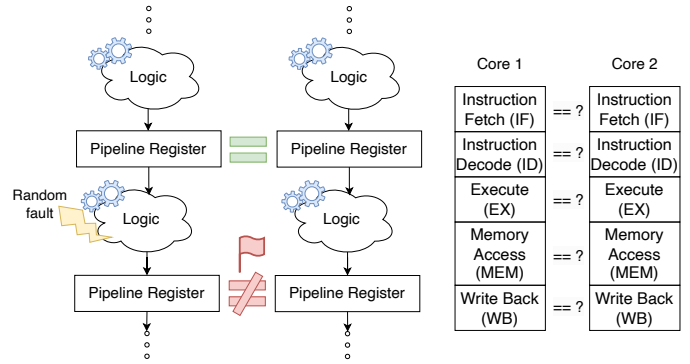 Logic
Logic
Pipeline Register
Pipeline Register
Random
fault
Logic
Logic
Pipeline Register
Pipeline Register
Core 1
Core 2
Instruction
Fetch (IF)
== ?
Instruction
Fetch (IF)
Instruction
Decode (ID)
== ?
Instruction
Decode (ID)
Execute
(EX)
== ?
Execute
(EX)
Memory
Access
(MEM)
== ?
Memory
Access
(MEM)
Write Back
(WB)
== ?
Write Back
(WB)